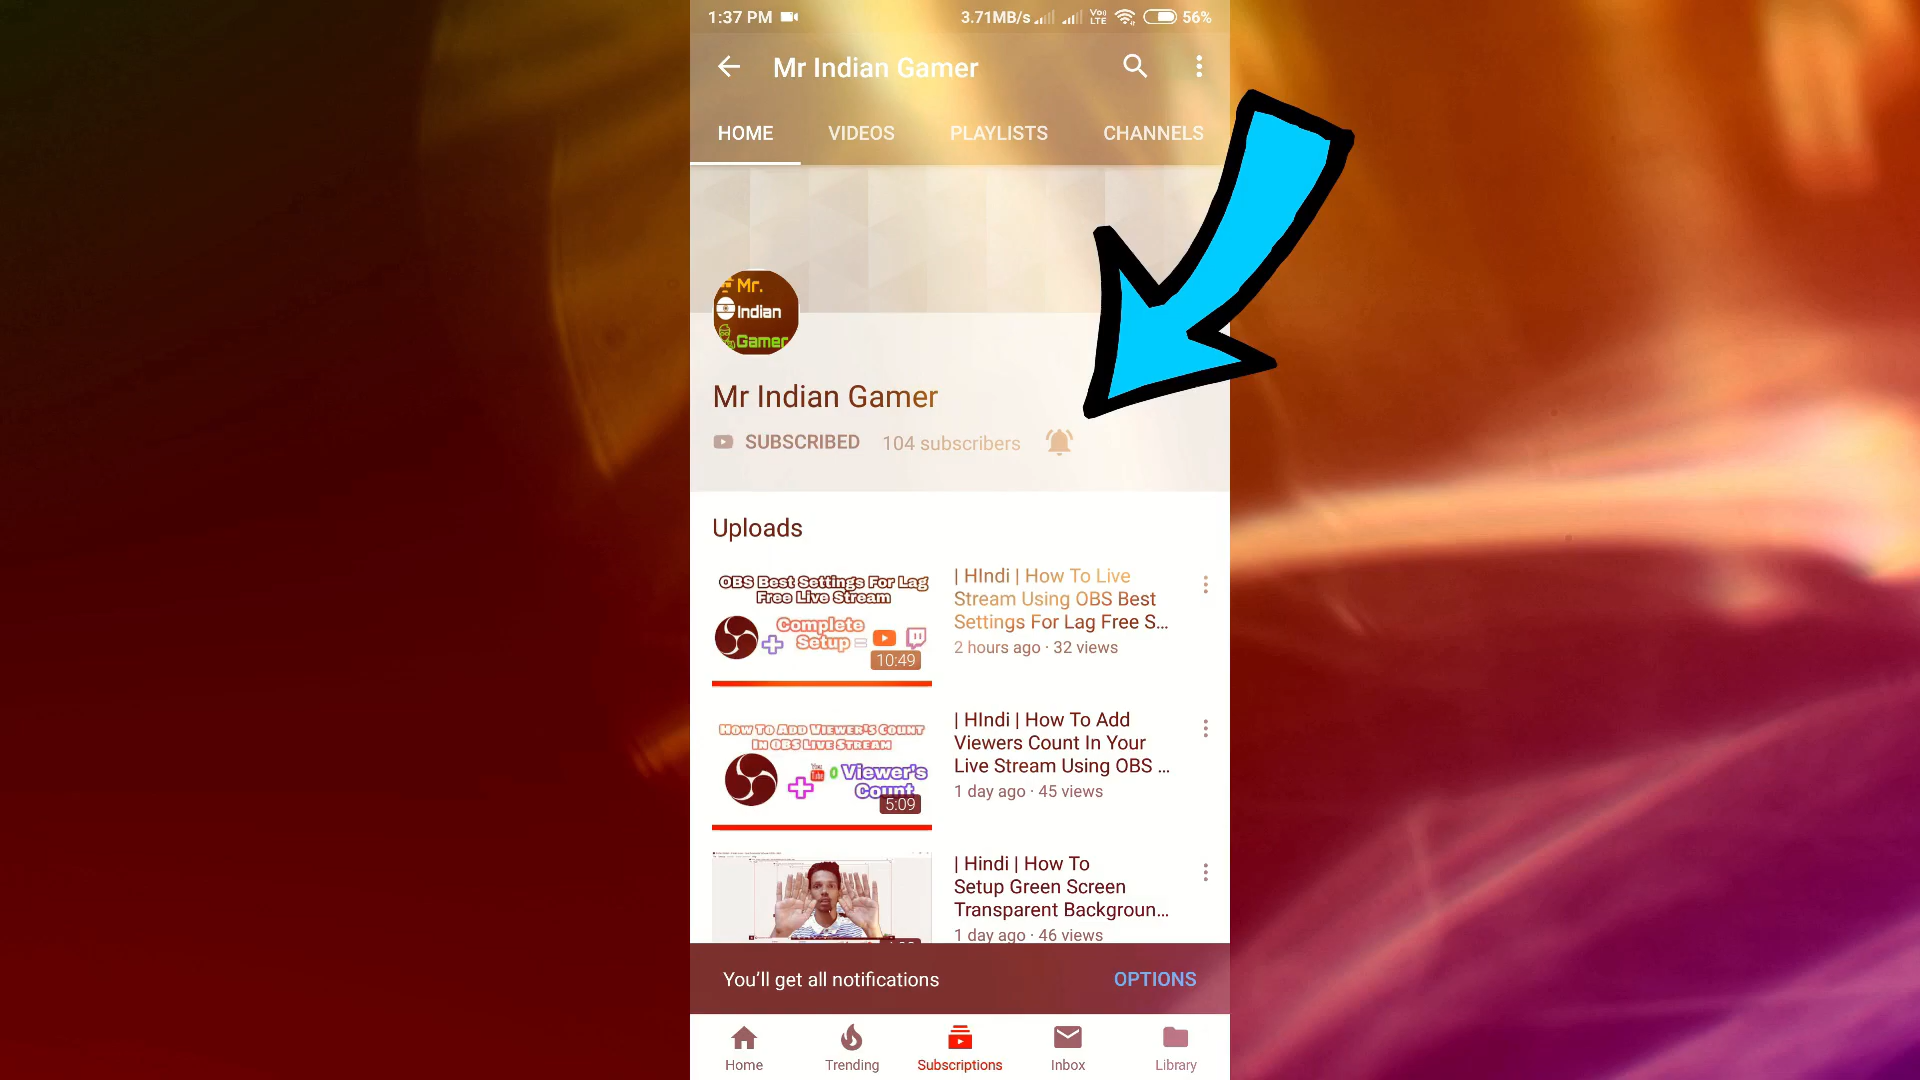 1:37 PM 3.71MB/s Vo) LTE 56%
Mr Indian Gamer
HOME VIDEOS PLAYLISTS CHANNELS
Mr.
Indian
Gamer
Mr Indian Gamer
SUBSCRIBED 104 subscribers
Uploads
OBS Best Settings For Lag
Free Live Stream
Complete
Setup =
10:49
| HIndi | How To Live
Stream Using OBS Best
Settings For Lag Free S...
2 hours ago · 32 views
How To Add Viewer's Count
In OBS Live Stream
You
Tube
0 Viewer's
Count
5:09
| HIndi | How To Add
Viewers Count In Your
Live Stream Using OBS ...
1 day ago · 45 views
| Hindi | How To
Setup Green Screen
Transparent Backgroun...
1 day ago · 46 views
You'll get all notifications OPTIONS
Home Trending Subscriptions Inbox Library